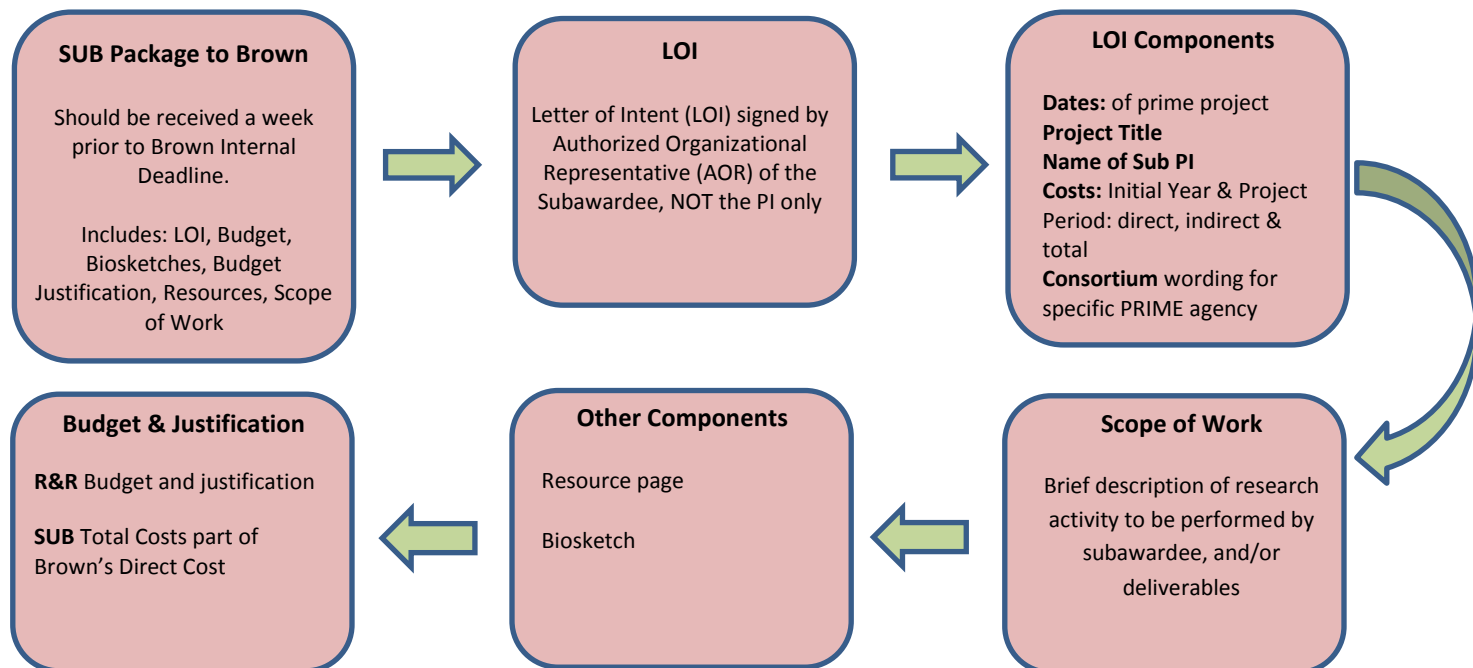 SUB Package to Brown
Should be received a week
prior to Brown Internal
Deadline.
Includes: LOI, Budget,
Biosketches, Budget
Justification, Resources, Scope
of Work
LOI
Letter of Intent (LOI) signed by
Authorized Organizational
Representative (AOR) of the
Subawardee, NOT the PI only
LOI Components
Dates: of prime project
Project Title
Name of Sub PI
Costs: Initial Year & Project
Period: direct, indirect &
total
Consortium wording for
specific PRIME agency
Scope of Work
Brief description of research
activity to be performed by
subawardee, and/or
deliverables
Other Components
Resource page
Biosketch
Budget & Justification
R&R Budget and justification
SUB Total Costs part of
Brown’s Direct Cost